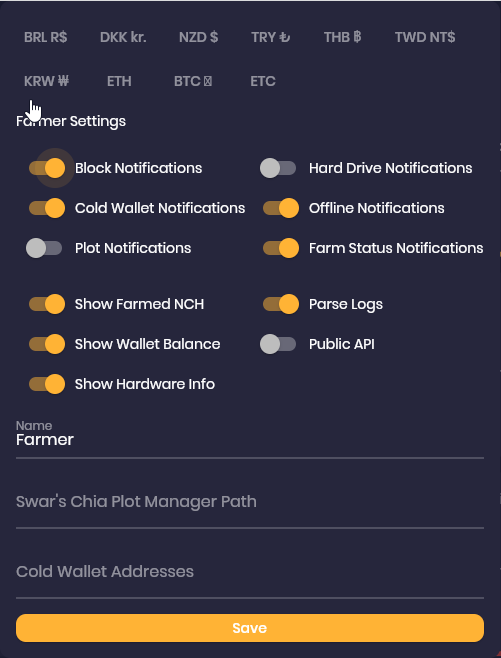 BRL R$ DKK kr. NZD $ TRY ₺ THB ฿ TWD NT$
KRW ₩ ETH BTC ETC
Farmer Settings
Block Notifications Hard Drive Notifications
Cold Wallet Notifications Offline Notifications
Plot Notifications Farm Status Notifications
Show Farmed NCH Parse Logs
Show Wallet Balance Public API
Show Hardware Info
Name
Farmer
Swar's Chia Plot Manager Path
Cold Wallet Addresses
Save